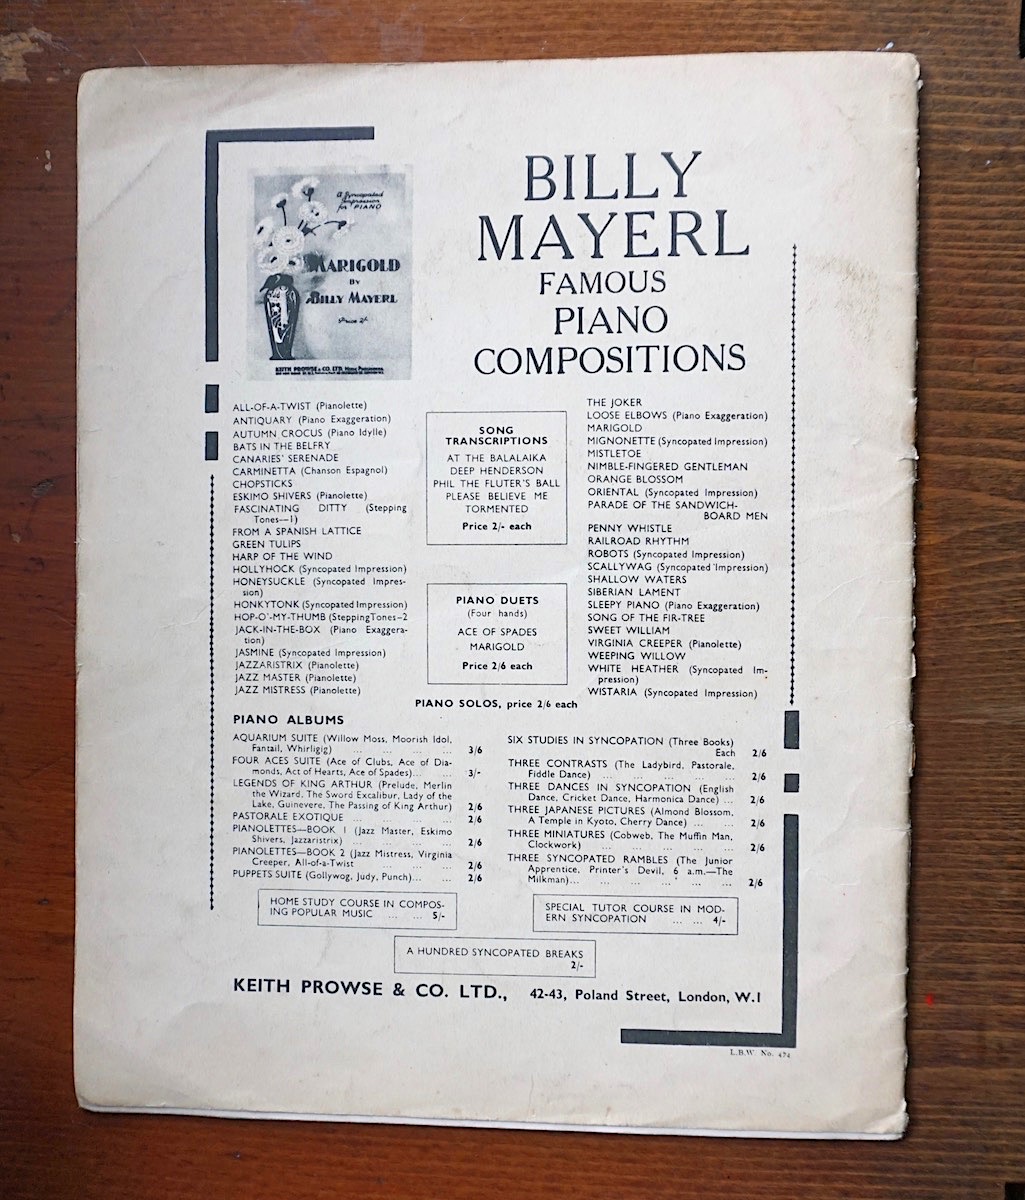 A Syncopated
Impression
for PIANO
MARIGOLD
BY
BILLY MAYERL
Price 2/-
KEITH PROWSE & CO. LTD.
BILLY
MAYERL
FAMOUS
PIANO
COMPOSITIONS
ALL-OF-A-TWIST (Pianolette)
ANTIQUARY (Piano Exaggeration)
AUTUMN CROCUS (Piano Idylle)
BATS IN THE BELFRY
CANARIES' SERENADE
CARMINETTA (Chanson Espagnol)
CHOPSTICKS
ESKIMO SHIVERS (Pianolette)
FASCINATING DITTY (Stepping
Tones—1)
FROM A SPANISH LATTICE
GREEN TULIPS
HARP OF THE WIND
HOLLYHOCK (Syncopated Impression)
HONEYSUCKLE (Syncopated Impres-
sion)
HONKYTONK (Syncopated Impression)
HOP-O'-MY-THUMB (SteppingTones-2
JACK-IN-THE-BOX (Piano Exaggera-
tion)
JASMINE (Syncopated Impression)
JAZZARISTRIX (Pianolette)
JAZZ MASTER (Pianolette)
JAZZ MISTRESS (Pianolette)
SONG
TRANSCRIPTIONS
AT THE BALALAIKA
DEEP HENDERSON
PHIL THE FLUTER'S BALL
PLEASE BELIEVE ME
TORMENTED
Price 2/- each
PIANO DUETS
(Four hands)
ACE OF SPADES
MARIGOLD
Price 2/6 each
THE JOKER
LOOSE ELBOWS (Piano Exaggeration)
MARIGOLD
MIGNONETTE (Syncopated Impression)
MISTLETOE
NIMBLE-FINGERED GENTLEMAN
ORANGE BLOSSOM
ORIENTAL (Syncopated Impression)
PARADE OF THE SANDWICH-
BOARD MEN
PENNY WHISTLE
RAILROAD RHYTHM
ROBOTS (Syncopated Impression)
SCALLYWAG (Syncopated Impression)
SHALLOW WATERS
SIBERIAN LAMENT
SLEEPY PIANO (Piano Exaggeration)
SONG OF THE FIR-TREE
SWEET WILLIAM
VIRGINIA CREEPER (Pianolette)
WEEPING WILLOW
WHITE HEATHER (Syncopated Im-
pression)
WISTARIA (Syncopated Impression)
PIANO SOLOS, price 2/6 each
PIANO ALBUMS
AQUARIUM SUITE (Willow Moss, Moorish Idol,
Fantail, Whirligig) ... ... ... ... 3/6
FOUR ACES SUITE (Ace of Clubs, Ace of Dia-
monds, Act of Hearts, Ace of Spades)... ... 3/-
LEGENDS OF KING ARTHUR (Prelude, Merlin
the Wizard, The Sword Excalibur, Lady of the
Lake, Guinevere, The Passing of King Arthur) 2/6
PASTORALE EXOTIQUE ... ... ... ... 2/6
PIANOLETTES—BOOK 1 (Jazz Master, Eskimo
Shivers, Jazzaristrix) ... ... ... ... 2/6
PIANOLETTES—BOOK 2 (Jazz Mistress, Virginia
Creeper, All-of-a-Twist ... ... ... 2/6
PUPPETS SUITE (Gollywog, Judy, Punch)... ... 2/6
SIX STUDIES IN SYNCOPATION (Three Books)
Each 2/6
THREE CONTRASTS (The Ladybird, Pastorale,
Fiddle Dance) ... ... ... ... ... 2/6
THREE DANCES IN SYNCOPATION (English
Dance, Cricket Dance, Harmonica Dance) ... 2/6
THREE JAPANESE PICTURES (Almond Blossom,
A Temple in Kyoto, Cherry Dance) ... ... 2/6
THREE MINIATURES (Cobweb, The Muffin Man,
Clockwork) ... ... ... ... ... 2/6
THREE SYNCOPATED RAMBLES (The Junior
Apprentice, Printer's Devil, 6 a.m.—The
Milkman)... ... ... ... ... ... 2/6
HOME STUDY COURSE IN COMPOS-
ING POPULAR MUSIC ... ... 5/-
SPECIAL TUTOR COURSE IN MOD-
ERN SYNCOPATION ... ... 4/-
A HUNDRED SYNCOPATED BREAKS
2/-
KEITH PROWSE & CO. LTD., 42-43, Poland Street, London, W.1
L.B.W. No. 474